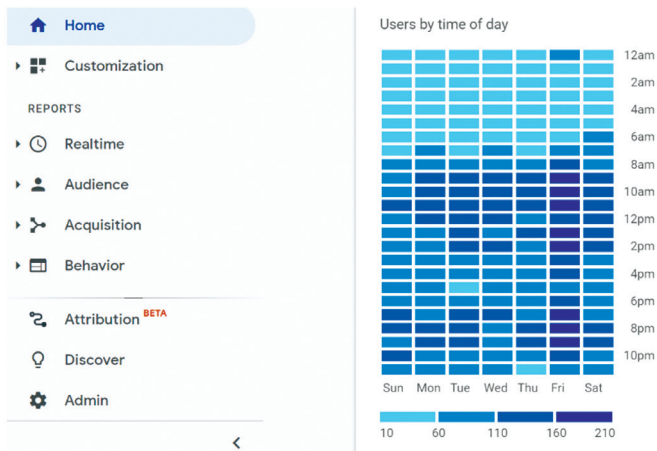 Home
Customization
REPORTS
Realtime
Audience
Acquisition
Behavior
Attribution BETA
Discover
Admin
Users by time of day
12am
2am
4am
6am
8am
10am
12pm
2pm
4pm
6pm
8pm
10pm
Sun Mon Tue Wed Thu Fri Sat
10 60 110 160 210